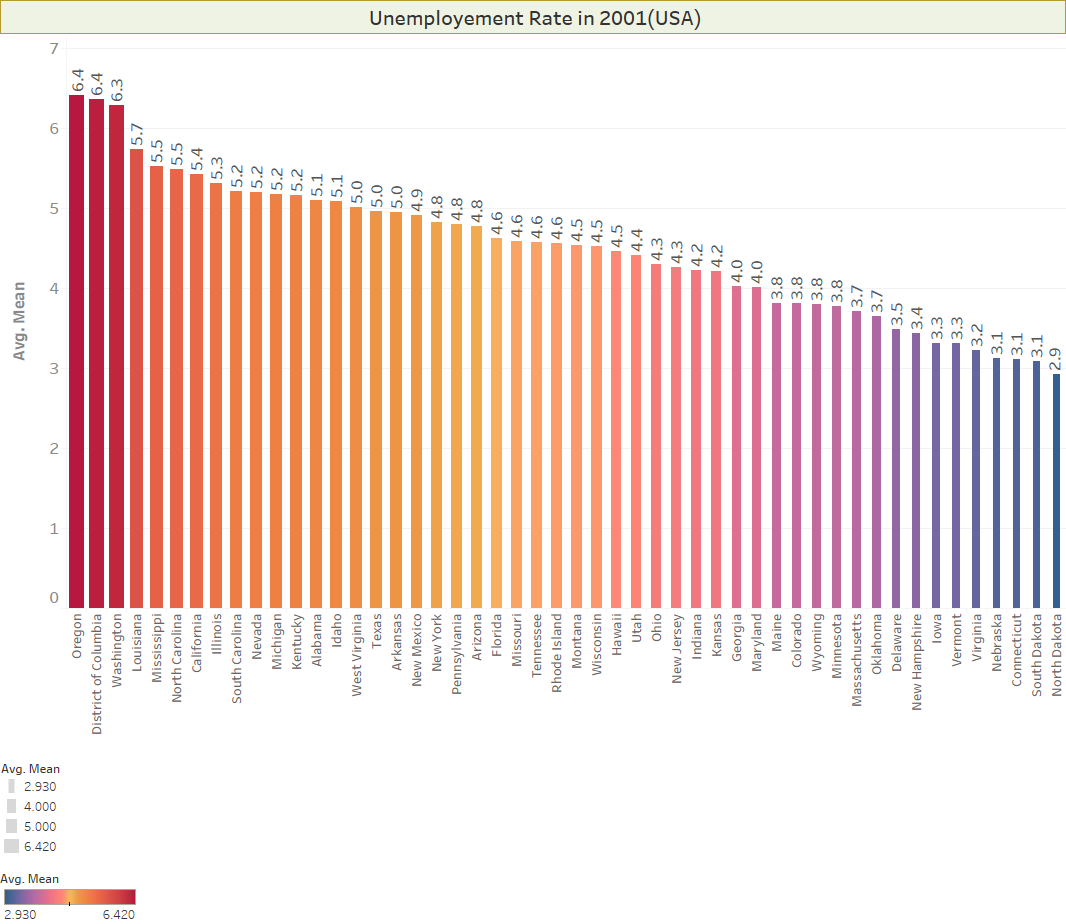 Unemployement Rate in 2001(USA)
Avg. Mean
7
6
5
4
3
2
1
0
6.4
6.4
6.3
5.7
5.5
5.5
5.4
5.3
5.2
5.2
5.2
5.2
5.1
5.1
5.0
5.0
5.0
4.9
4.8
4.8
4.8
4.6
4.6
4.6
4.6
4.5
4.5
4.5
4.4
4.3
4.3
4.2
4.2
4.0
4.0
3.8
3.8
3.8
3.8
3.7
3.7
3.5
3.4
3.3
3.3
3.2
3.1
3.1
3.1
2.9
Oregon
District of Columbia
Washington
Louisiana
Mississippi
North Carolina
California
Illinois
South Carolina
Nevada
Michigan
Kentucky
Alabama
Idaho
West Virginia
Texas
Arkansas
New Mexico
New York
Pennsylvania
Arizona
Florida
Missouri
Tennessee
Rhode Island
Montana
Wisconsin
Hawaii
Utah
Ohio
New Jersey
Indiana
Kansas
Georgia
Maryland
Maine
Colorado
Wyoming
Minnesota
Massachusetts
Oklahoma
Delaware
New Hampshire
Iowa
Vermont
Virginia
Nebraska
Connecticut
South Dakota
North Dakota
Avg. Mean
2.930
4.000
5.000
6.420
Avg. Mean
2.930 6.420